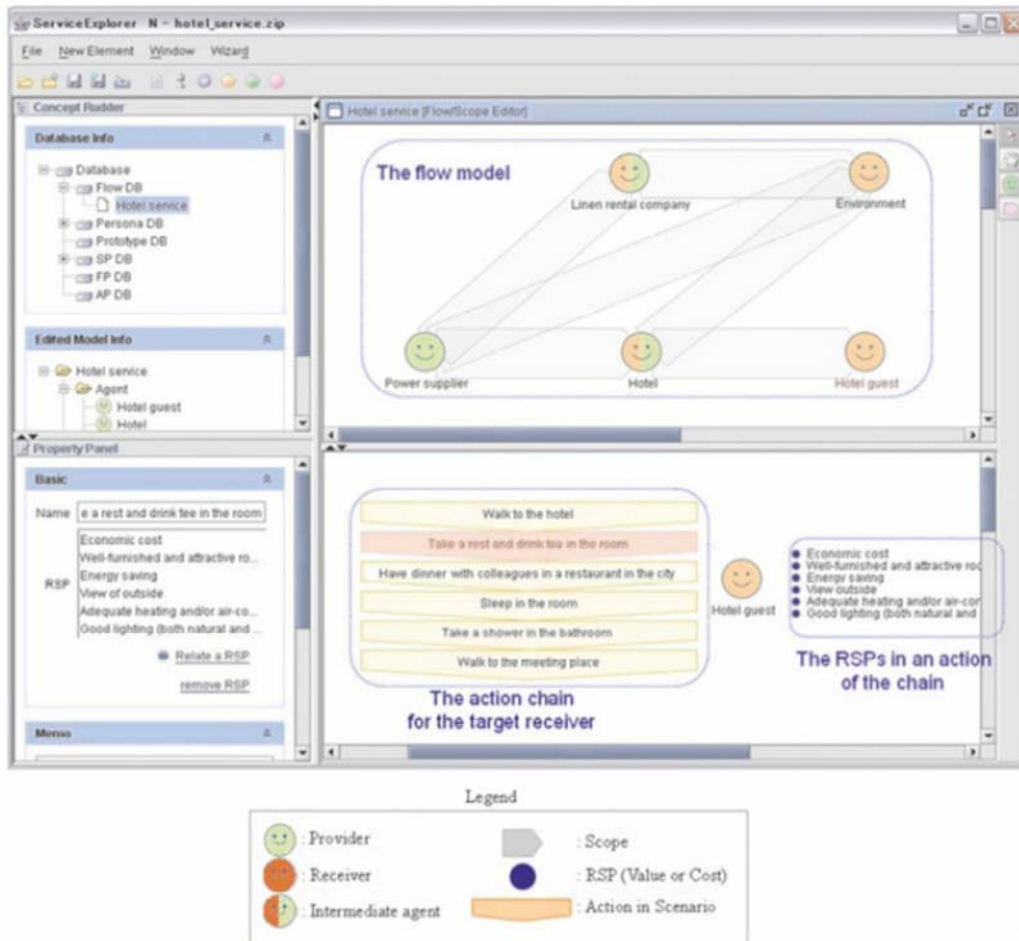 ServiceExplorer N - hotel_service.zip
File New Element Window Wizard
Concept Rudder
Database Info
Database
Flow DB
Hotel service
Persona DB
Prototype DB
SP DB
FP DB
AP DB
Edited Model Info
Hotel service
Agent
Hotel guest
Hotel
Property Panel
Basic
Name e a rest and drink tee in the room
RSP
Economic cost
Well-furnished and attractive ro...
Energy saving
View of outside
Adequate heating and/or air-co...
Good lighting (both natural and ...
Relate a RSP
remove RSP
Memo
Hotel service [Flow/Scope Editor]
The flow model
Linen rental company
Environment
Power supplier
Hotel
Hotel guest
Walk to the hotel
Take a rest and drink tea in the room
Have dinner with colleagues in a restaurant in the city
Sleep in the room
Take a shower in the bathroom
Walk to the meeting place
The action chain
for the target receiver
Hotel guest
Economic cost
Well-furnished and attractive roo
Energy saving
View outside
Adequate heating and/or air-con
Good lighting (both natural and
The RSPs in an action
of the chain
Legend
: Provider
: Receiver
: Intermediate agent
: Scope
: RSP (Value or Cost)
: Action in Scenario